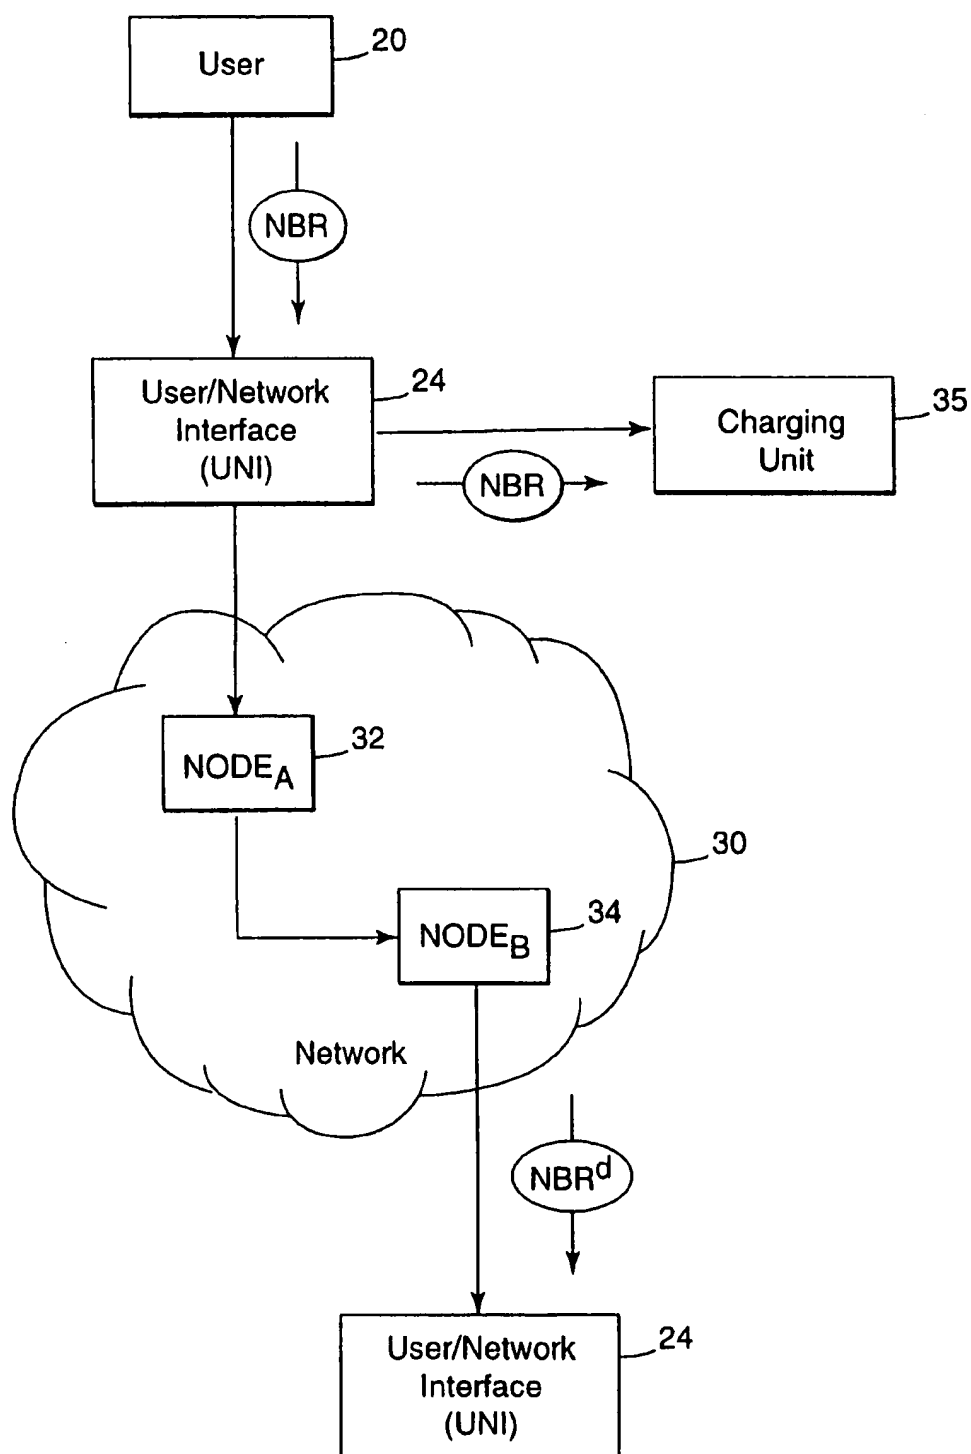 User
20
NBR
User/Network
Interface
(UNI)
24
Charging
Unit
35
NBR
NODE_A
32
30
NODE_B
34
Network
NBR^d
User/Network
Interface
(UNI)
24